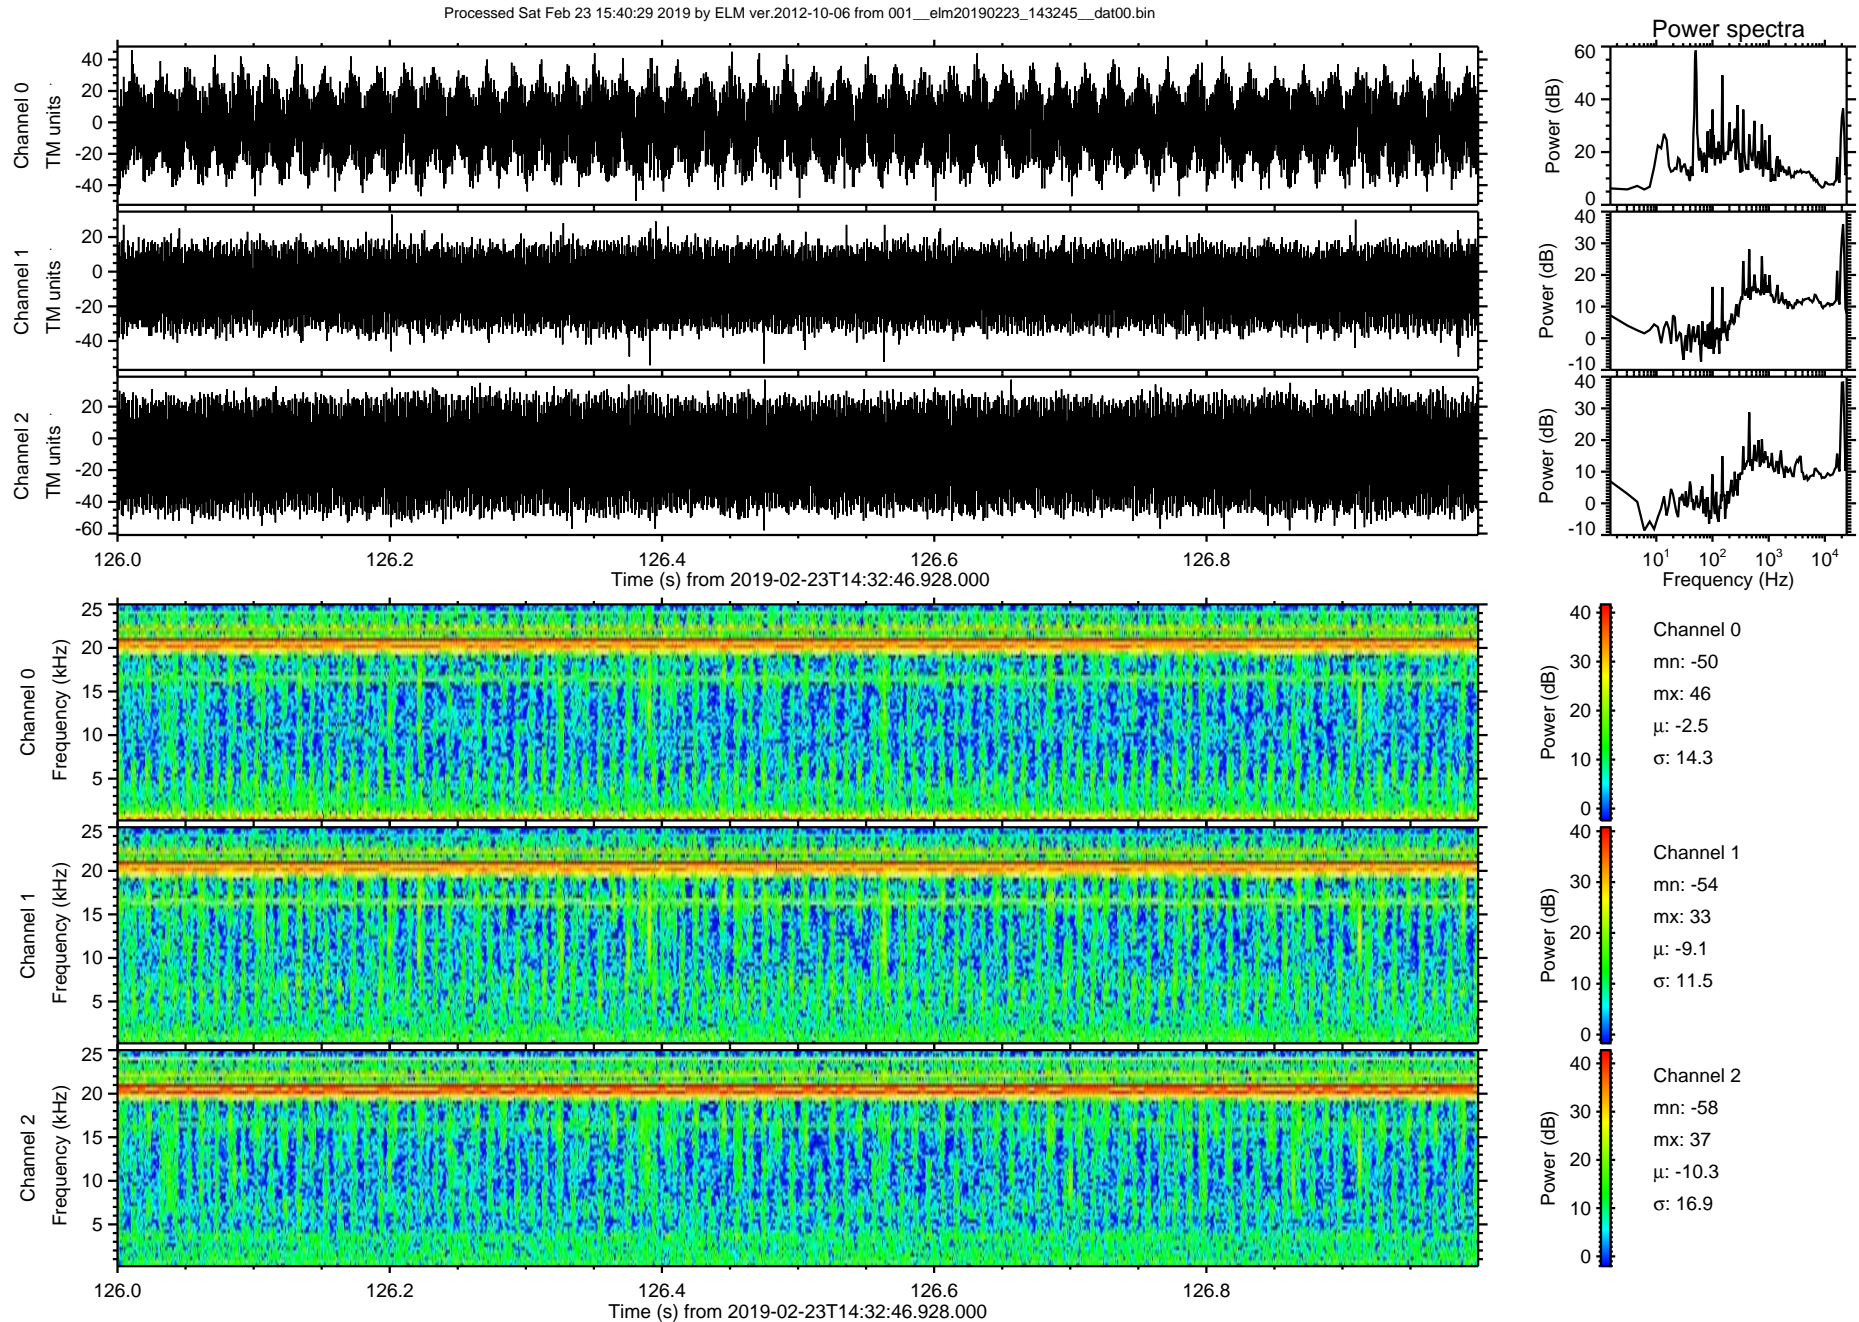 Processed Sat Feb 23 15:40:29 2019 by ELM ver.2012-10-06 from 001__elm20190223_143245__dat00.bin
Power spectra
Channel 0
TM units
40
20
0
-20
-40
Power (dB)
60
40
20
0
Channel 1
TM units
20
0
-20
-40
Power (dB)
40
30
20
10
0
-10
Channel 2
TM units
20
0
-20
-40
-60
Power (dB)
40
30
20
10
0
-10
126.0 126.2 126.4 126.6 126.8
Time (s) from 2019-02-23T14:32:46.928.000
10¹ 10² 10³ 10⁴
Frequency (Hz)
Channel 0
Frequency (kHz)
25
20
15
10
5
Power (dB)
40
30
20
10
0
Channel 0
mn: -50
mx: 46
μ: -2.5
σ: 14.3
Channel 1
Frequency (kHz)
25
20
15
10
5
Power (dB)
40
30
20
10
0
Channel 1
mn: -54
mx: 33
μ: -9.1
σ: 11.5
Channel 2
Frequency (kHz)
25
20
15
10
5
Power (dB)
40
30
20
10
0
Channel 2
mn: -58
mx: 37
μ: -10.3
σ: 16.9
126.0 126.2 126.4 126.6 126.8
Time (s) from 2019-02-23T14:32:46.928.000